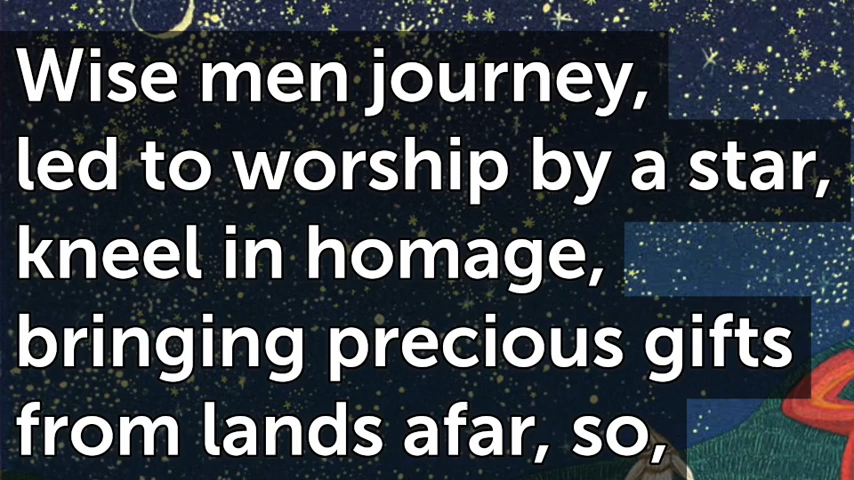 Wise men journey,
led to worship by a star,
kneel in homage,
bringing precious gifts
from lands afar, so,